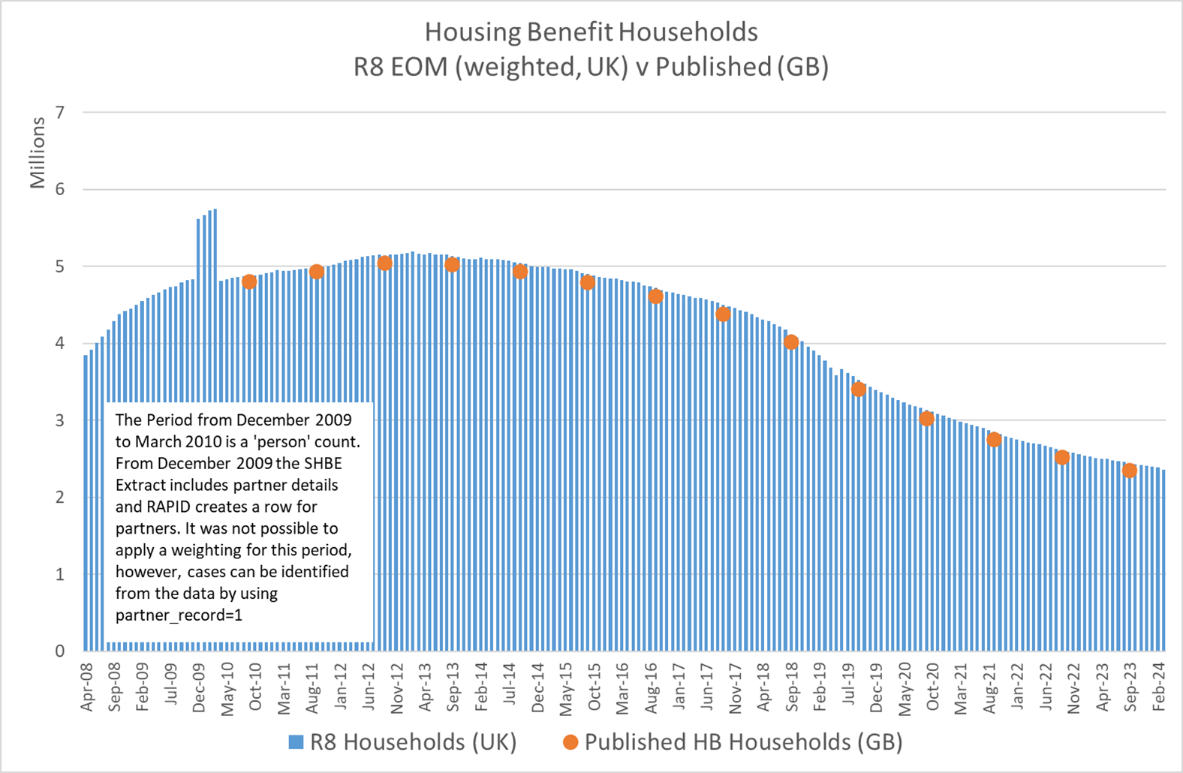 Housing Benefit Households
R8 EOM (weighted, UK) v Published (GB)
Millions
7
6
5
4
3
2
1
0
The Period from December 2009
to March 2010 is a 'person' count.
From December 2009 the SHBE
Extract includes partner details
and RAPID creates a row for
partners. It was not possible to
apply a weighting for this period,
however, cases can be identified
from the data by using
partner_record=1
Apr-08
Sep-08
Feb-09
Jul-09
Dec-09
May-10
Oct-10
Mar-11
Aug-11
Jan-12
Jun-12
Nov-12
Apr-13
Sep-13
Feb-14
Jul-14
Dec-14
May-15
Oct-15
Mar-16
Aug-16
Jan-17
Jun-17
Nov-17
Apr-18
Sep-18
Feb-19
Jul-19
Dec-19
May-20
Oct-20
Mar-21
Aug-21
Jan-22
Jun-22
Nov-22
Apr-23
Sep-23
Feb-24
R8 Households (UK)
Published HB Households (GB)